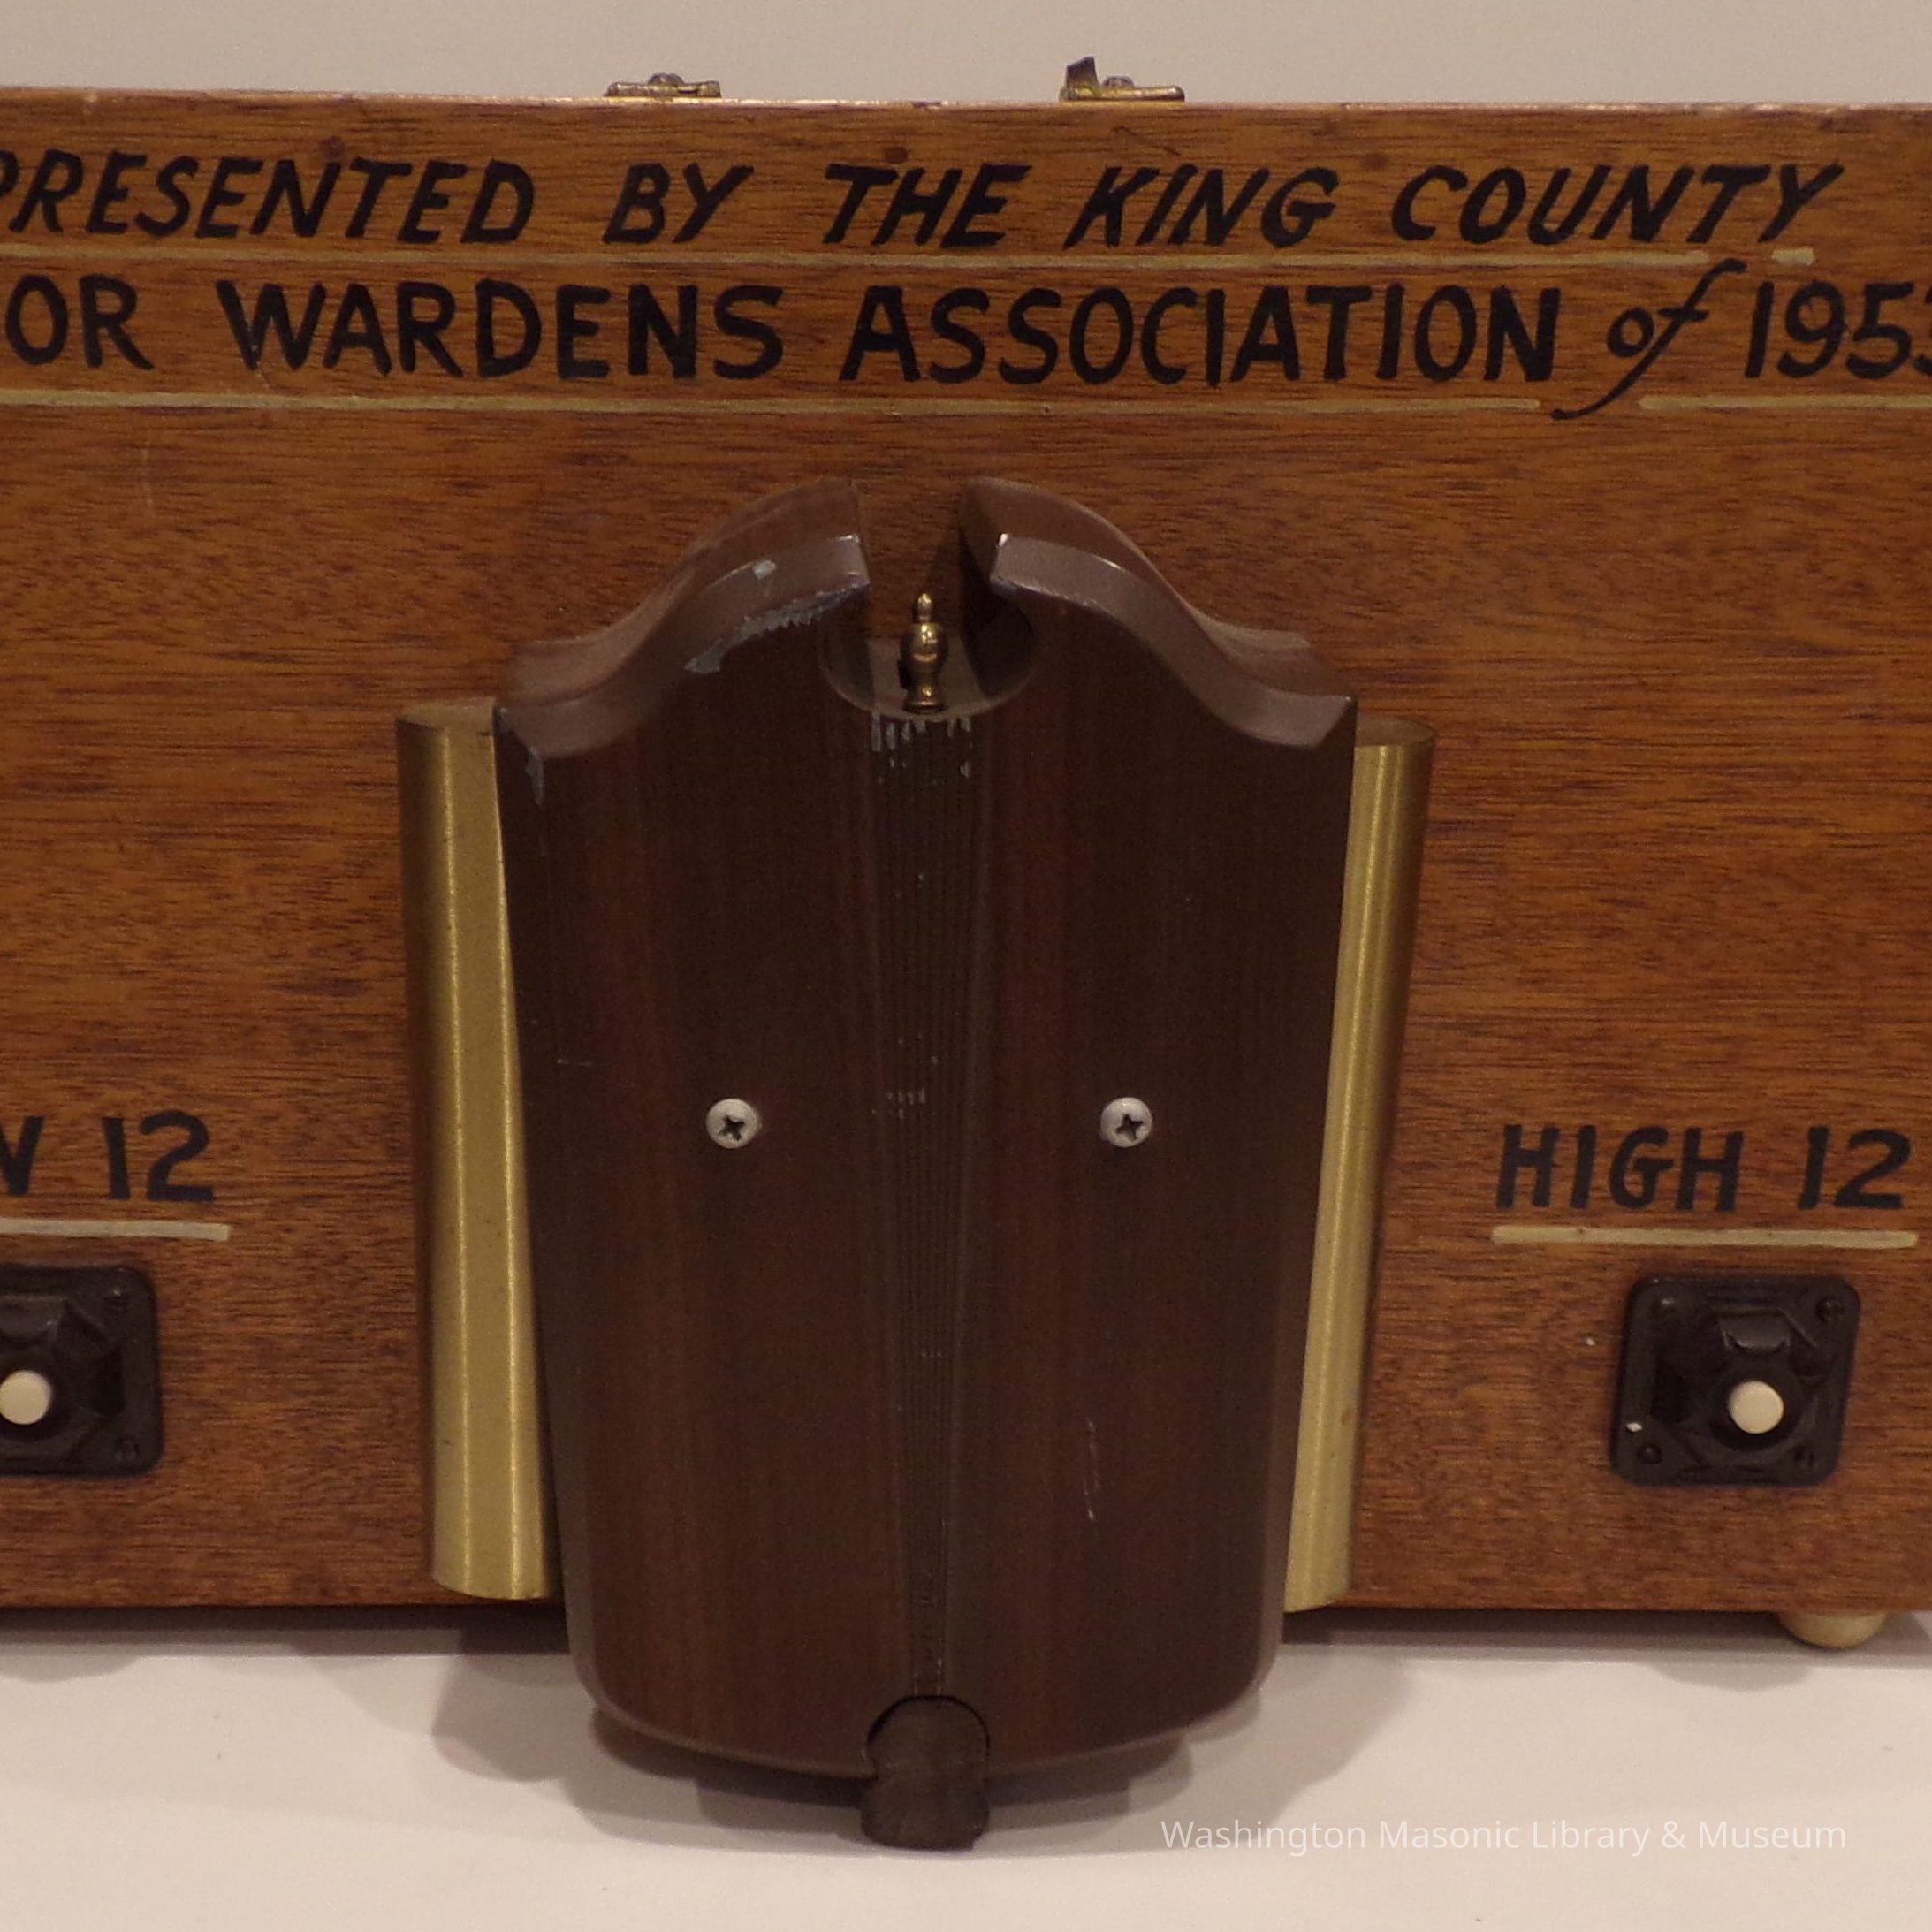 PRESENTED BY THE KING COUNTY
OR WARDENS ASSOCIATION of 195
12
HIGH 12
Washington Masonic Library & Museum